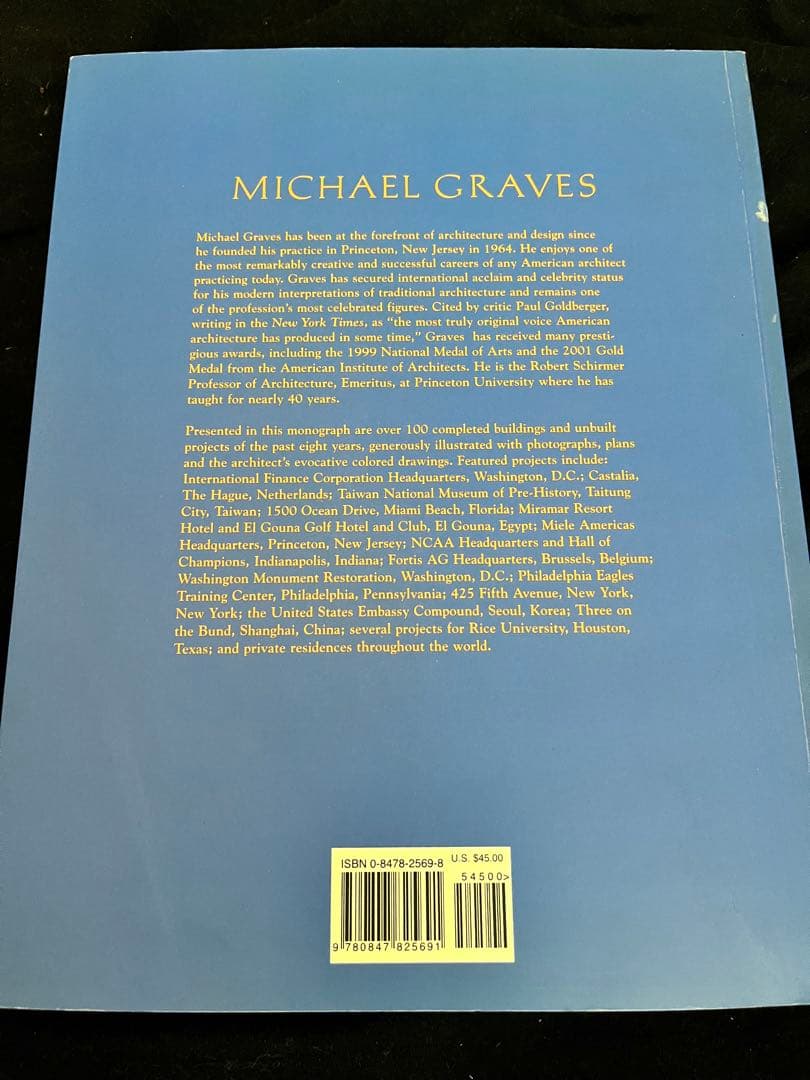 MICHAEL GRAVES
Michael Graves has been at the forefront of architecture and design since
he founded his practice in Princeton, New Jersey in 1964. He enjoys one of
the most remarkably creative and successful careers of any American architect
practicing today. Graves has secured international acclaim and celebrity status
for his modern interpretations of traditional architecture and remains one
of the profession's most celebrated figures. Cited by critic Paul Goldberger,
writing in the New York Times, as "the most truly original voice American
architecture has produced in some time," Graves has received many presti-
gious awards, including the 1999 National Medal of Arts and the 2001 Gold
Medal from the American Institute of Architects. He is the Robert Schirmer
Professor of Architecture, Emeritus, at Princeton University where he has
taught for nearly 40 years.
Presented in this monograph are over 100 completed buildings and unbuilt
projects of the past eight years, generously illustrated with photographs, plans
and the architect's evocative colored drawings. Featured projects include:
International Finance Corporation Headquarters, Washington, D.C.; Castalia,
The Hague, Netherlands; Taiwan National Museum of Pre-History, Taitung
City, Taiwan; 1500 Ocean Drive, Miami Beach, Florida; Miramar Resort
Hotel and El Gouna Golf Hotel and Club, El Gouna, Egypt; Miele Americas
Headquarters, Princeton, New Jersey; NCAA Headquarters and Hall of
Champions, Indianapolis, Indiana; Fortis AG Headquarters, Brussels, Belgium;
Washington Monument Restoration, Washington, D.C.; Philadelphia Eagles
Training Center, Philadelphia, Pennsylvania; 425 Fifth Avenue, New York,
New York; the United States Embassy Compound, Seoul, Korea; Three on
the Bund, Shanghai, China; several projects for Rice University, Houston,
Texas; and private residences throughout the world.
ISBN 0-8478-2569-8 U.S. $45.00
54500>
9 780847 825691